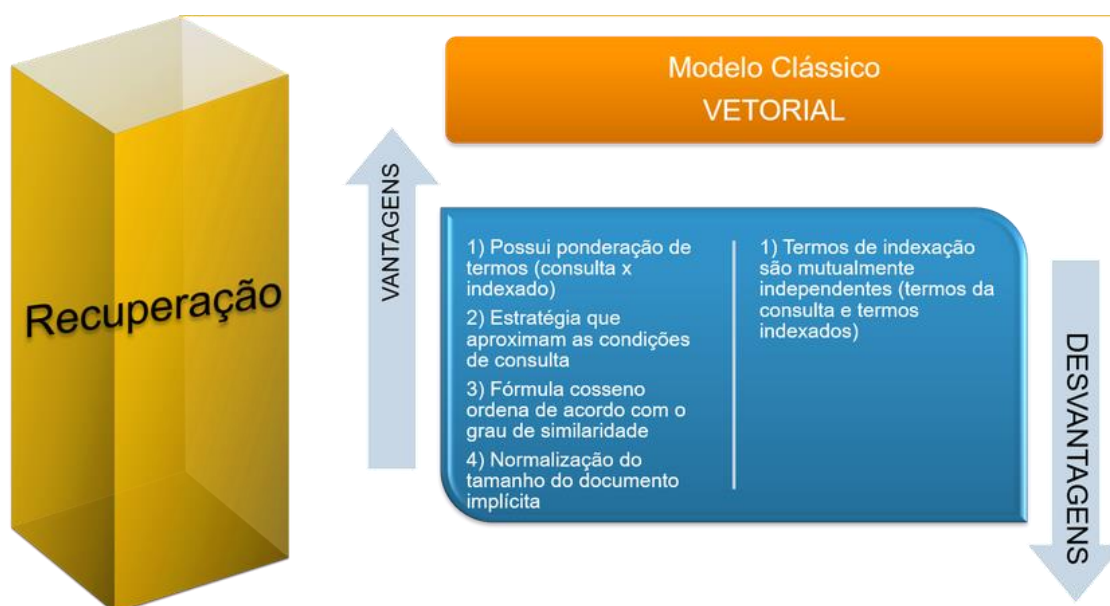 Modelo Clássico
VETORIAL
Recuperação
VANTAGENS
1) Possui ponderação de
termos (consulta x
indexado)
2) Estratégia que
aproximam as condições
de consulta
3) Fórmula cosseno
ordena de acordo com o
grau de similaridade
4) Normalização do
tamanho do documento
implícita
1) Termos de indexação
são mutualmente
independentes (termos da
consulta e termos
indexados)
DESVANTAGENS